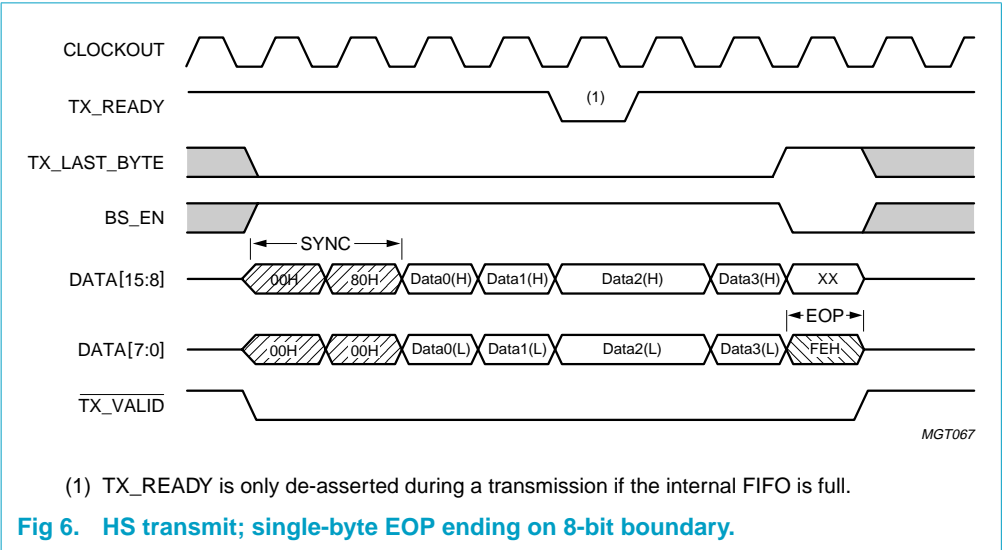 CLOCKOUT
TX_READY
(1)
TX_LAST_BYTE
BS_EN
SYNC
DATA[15:8]
00H 80H Data0(H) Data1(H) Data2(H) Data3(H) XX
EOP
DATA[7:0]
00H 00H Data0(L) Data1(L) Data2(L) Data3(L) FEH
TX_VALID
MGT067
(1) TX_READY is only de-asserted during a transmission if the internal FIFO is full.
Fig 6. HS transmit; single-byte EOP ending on 8-bit boundary.